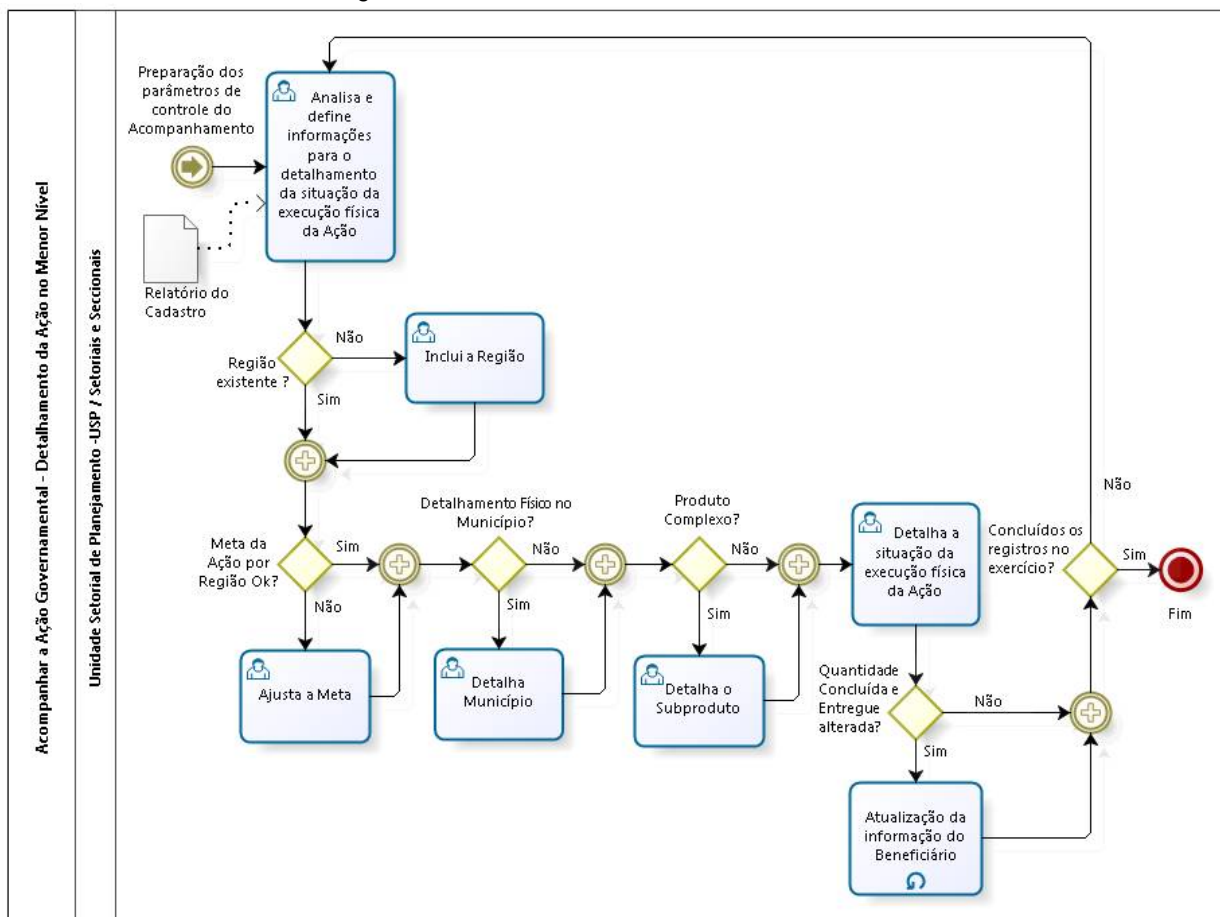 Acompanhar a Ação Governamental - Detalhamento da Ação no Menor Nível
Unidade Setorial de Planejamento -USP / Setoriais e Seccionais
Preparação dos
parâmetros de
controle do
Acompanhamento
Analisa e
define
informações
para o
detalhamento
da situação da
execução física
da Ação
Relatório do
Cadastro
Região
existente ?
Não
Inclui a Região
Sim
Meta da
Ação por
Região Ok?
Sim
Não
Ajusta a Meta
Detalhamento Físico no
Município?
Não
Sim
Detalha
Município
Produto
Complexo?
Não
Sim
Detalha o
Subproduto
Detalha a
situação da
execução física
da Ação
Quantidade
Concluída e
Entregue
alterada?
Não
Sim
Atualização da
informação do
Beneficiário
Concluídos os
registros no
exercício?
Não
Sim
Fim